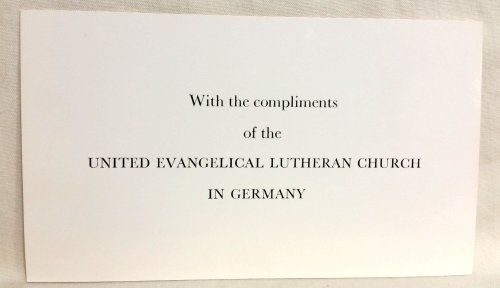 With the compliments
of the
UNITED EVANGELICAL LUTHERAN CHURCH
IN GERMANY